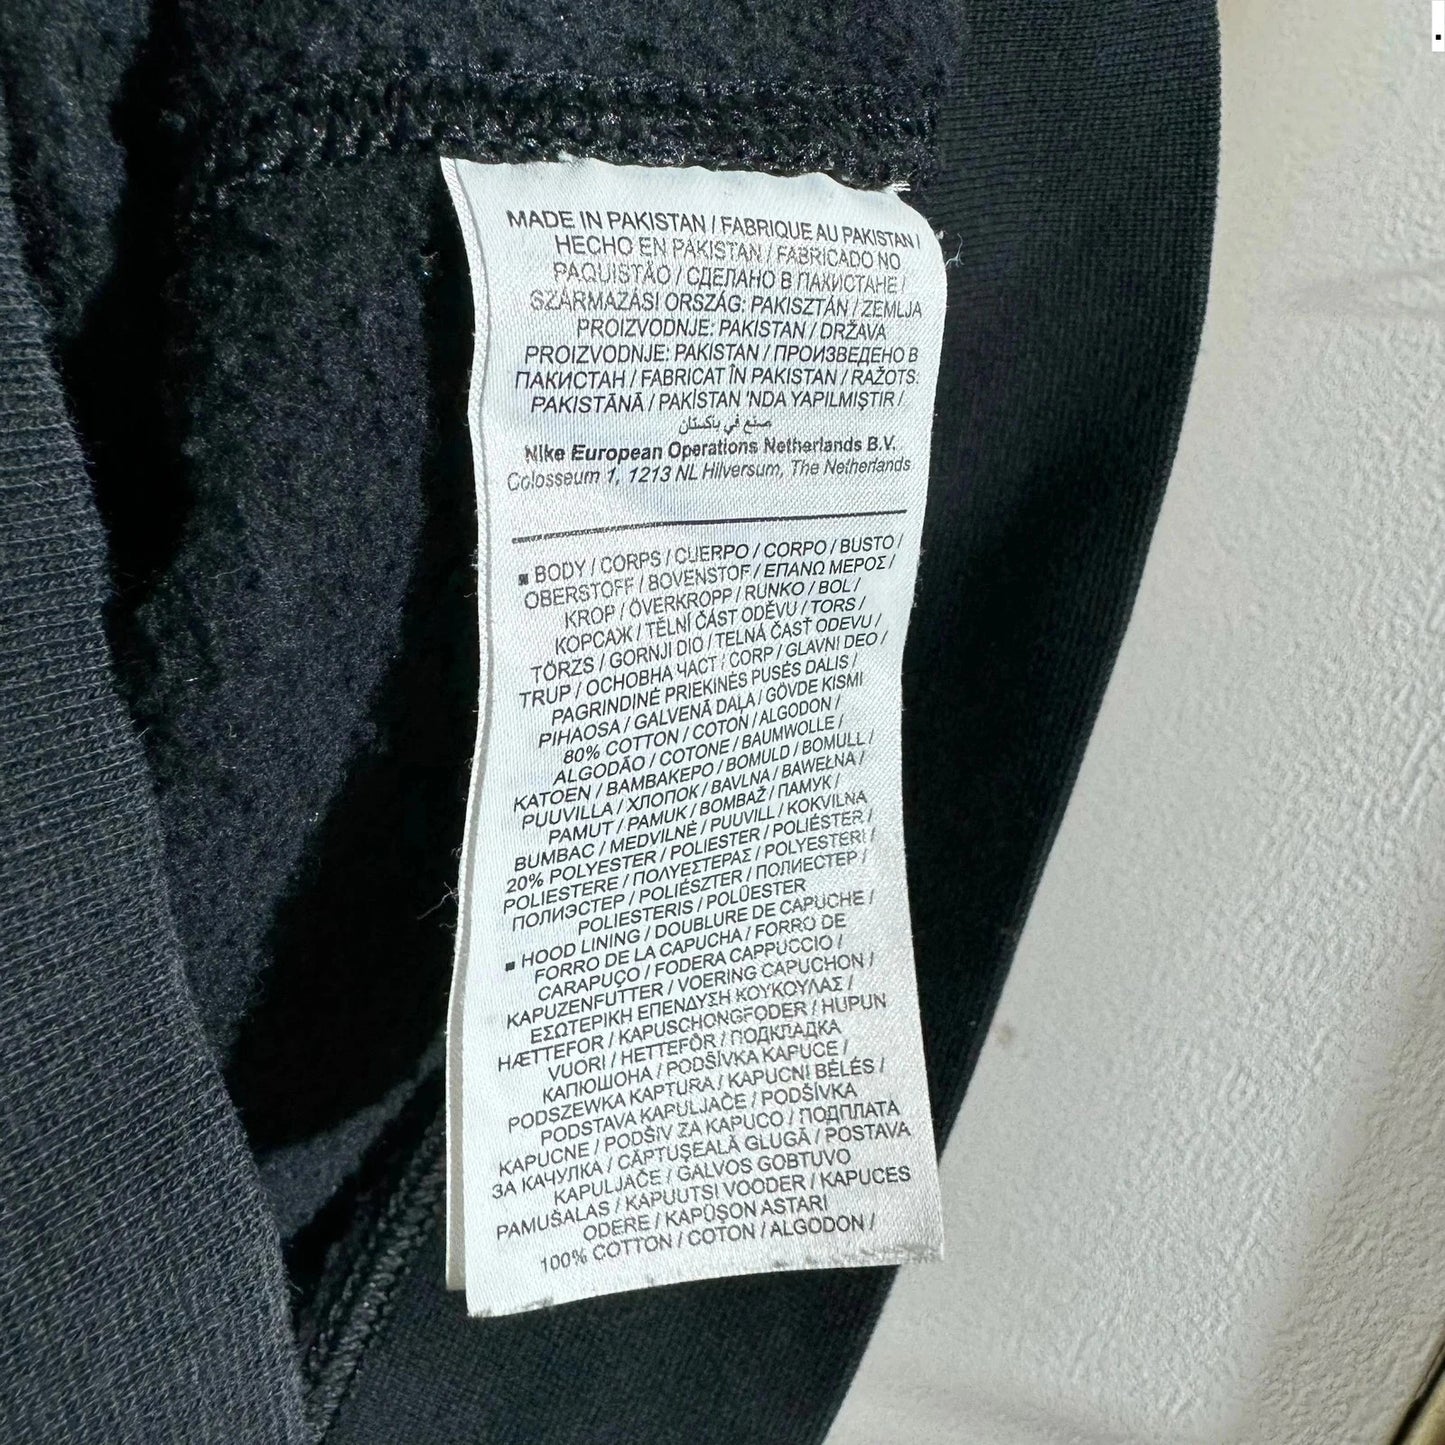 MADE IN PAKISTAN / FABRIQUE AU PAKISTAN /
HECHO EN PAKISTAN / FABRICADO NO
PAQUISTÃO / СДЕЛАНО В ПАКИСТАНЕ /
SZÁRMAZÁSI ORSZÁG: PAKISZTÁN / ZEMLJA
PROIZVODNJE: PAKISTAN / DRŽAVA
PROIZVODNJE: PAKISTAN / ПРОИЗВЕДЕНО В
ПАКИСТАН / FABRICAT ÎN PAKISTAN / RAŽOTS:
PAKISTĀNĀ / PAKİSTAN 'NDA YAPILMIŞTIR /
صنع في باكستان
Nike European Operations Netherlands B.V.
Colosseum 1, 1213 NL Hilversum, The Netherlands
■ BODY / CORPS / CUERPO / CORPO / BUSTO /
OBERSTOFF / BOVENSTOF / ΕΠΑΝΩ ΜΕΡΟΣ /
KROP / ÖVERKROPP / RUNKO / BOL /
КОРСАЖ / TĚLNÍ ČÁST ODĚVU / TORS /
TÖRZS / GORNJI DIO / TELNÁ ČASŤ ODEVU /
TRUP / ОСНОВНА ЧАСТ / CORP / GLAVNI DEO /
PAGRINDINĖ PRIEKINĖS PUSĖS DALIS /
PIHAOSA / GALVENĀ DAĻA / GÖVDE KISMI
80% COTTON / COTON / ALGODON /
ALGODÃO / COTONE / BAUMWOLLE /
KATOEN / ΒΑΜΒΑΚΕΡΟ / BOMULD / BOMULL /
PUUVILLA / ХЛОПОК / BAVLNA / BAWEŁNA /
PAMUT / PAMUK / BOMBAŽ / ПАМУК /
BUMBAC / MEDVILNĖ / PUUVILL / KOKVILNA
20% POLYESTER / POLIESTER / POLIÉSTER /
POLIESTERE / ΠΟΛΥΕΣΤΕΡΑΣ / POLYESTERI /
ПОЛИЭСТЕР / POLIÉSZTER / ПОЛИЕСТЕР /
POLIESTERIS / POLÜESTER
■ HOOD LINING / DOUBLURE DE CAPUCHE /
FORRO DE LA CAPUCHA / FORRO DE
CARAPUÇO / FODERA CAPPUCCIO /
KAPUZENFUTTER / VOERING CAPUCHON /
ΕΣΩΤΕΡΙΚΗ ΕΠΕΝΔΥΣΗ ΚΟΥΚΟΥΛΑΣ /
HÆTTEFOR / KAPUSCHONGFODER / HUPUN
VUORI / HETTEFÔR / ПОДКЛАДКА
КАПЮШОНА / PODŠÍVKA KAPUCE /
PODSZEWKA KAPTURA / KAPUCNI BÉLÉS /
PODSTAVA KAPULJAČE / PODŠÍVKA
KAPUCNE / PODŠIV ZA KAPUCO / ПОДПЛАТА
ЗА КАЧУЛКА / CĂPTUŞEALĂ GLUGĂ / POSTAVA
KAPULJAČE / GALVOS GOBTUVO
PAMUŠALAS / KAPUUTSI VOODER / KAPUCES
ODERE / KAPÜŞON ASTARI
100% COTTON / COTON / ALGODON /